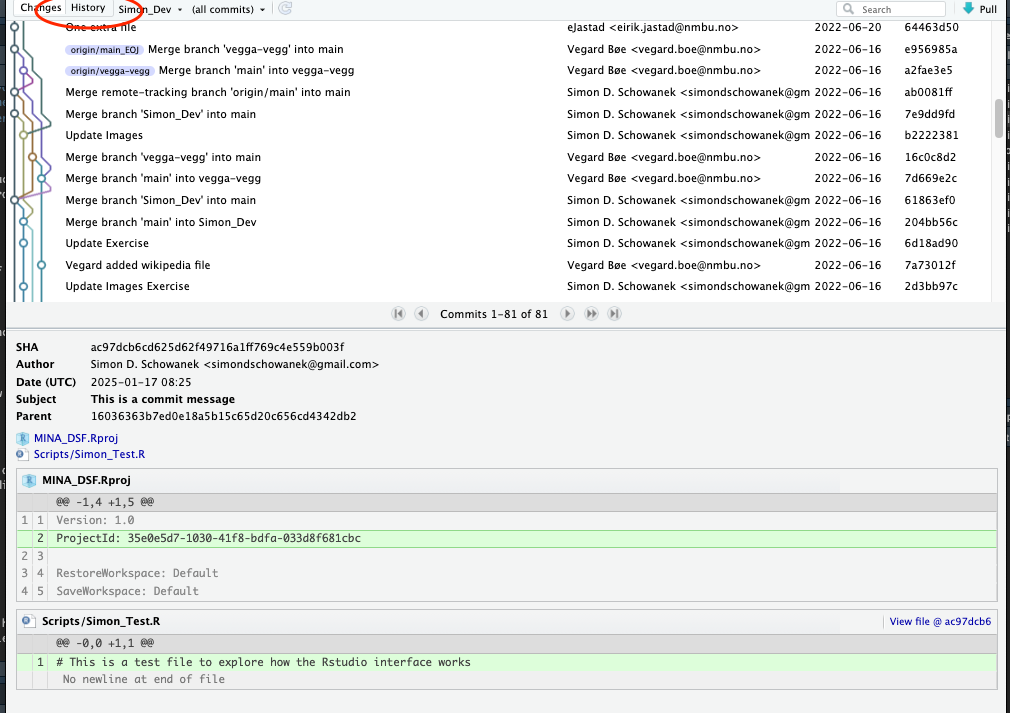 Changes History Simon_Dev (all commits) Search Pull
One extra file eJastad <eirik.jastad@nmbu.no> 2022-06-20 64463d50
origin/main_EOJ Merge branch 'vegga-vegg' into main Vegard Bøe <vegard.boe@nmbu.no> 2022-06-16 e956985a
origin/vegga-vegg Merge branch 'main' into vegga-vegg Vegard Bøe <vegard.boe@nmbu.no> 2022-06-16 a2fae3e5
Merge remote-tracking branch 'origin/main' into main Simon D. Schowanek <simondschowanek@gm 2022-06-16 ab0081ff
Merge branch 'Simon_Dev' into main Simon D. Schowanek <simondschowanek@gm 2022-06-16 7e9dd9fd
Update Images Simon D. Schowanek <simondschowanek@gm 2022-06-16 b2222381
Merge branch 'vegga-vegg' into main Vegard Bøe <vegard.boe@nmbu.no> 2022-06-16 16c0c8d2
Merge branch 'main' into vegga-vegg Vegard Bøe <vegard.boe@nmbu.no> 2022-06-16 7d669e2c
Merge branch 'Simon_Dev' into main Simon D. Schowanek <simondschowanek@gm 2022-06-16 61863ef0
Merge branch 'main' into Simon_Dev Simon D. Schowanek <simondschowanek@gm 2022-06-16 204bb56c
Update Exercise Simon D. Schowanek <simondschowanek@gm 2022-06-16 6d18ad90
Vegard added wikipedia file Vegard Bøe <vegard.boe@nmbu.no> 2022-06-16 7a73012f
Update Images Exercise Simon D. Schowanek <simondschowanek@gm 2022-06-16 2d3bb97c
Commits 1-81 of 81
SHA ac97dcb6cd625d62f49716a1ff769c4e559b003f
Author Simon D. Schowanek <simondschowanek@gmail.com>
Date (UTC) 2025-01-17 08:25
Subject This is a commit message
Parent 16036363b7ed0e18a5b15c65d20c656cd4342db2
MINA_DSF.Rproj
Scripts/Simon_Test.R
MINA_DSF.Rproj
@@ -1,4 +1,5 @@
1 1 Version: 1.0
2 ProjectId: 35e0e5d7-1030-41f8-bdfa-033d8f681cbc
2 3
3 4 RestoreWorkspace: Default
4 5 SaveWorkspace: Default
Scripts/Simon_Test.R View file @ ac97dcb6
@@ -0,0 +1,1 @@
1 # This is a test file to explore how the Rstudio interface works
No newline at end of file